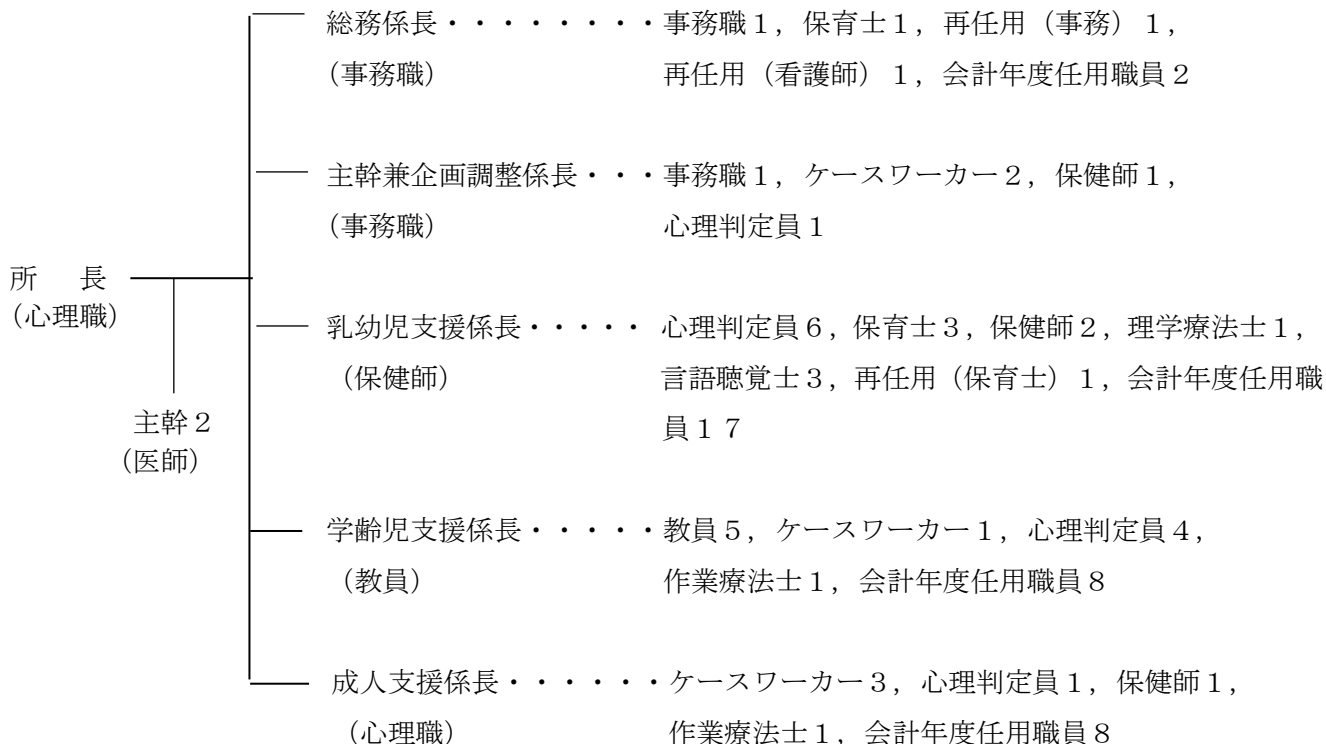 総務係長・・・・・・・・事務職１，保育士１，再任用（事務）１，
（事務職）　再任用（看護師）１，会計年度任用職員２
主幹兼企画調整係長・・・事務職１，ケースワーカー２，保健師１，
（事務職）　心理判定員１
所　長
（心理職）
乳幼児支援係長・・・・・　心理判定員６，保育士３，保健師２，理学療法士１，
（保健師）　言語聴覚士３，再任用（保育士）１，会計年度任用職
員１７
主幹２
（医師）
学齢児支援係長・・・・・教員５，ケースワーカー１，心理判定員４，
（教員）　作業療法士１，会計年度任用職員８
成人支援係長・・・・・・ケースワーカー３，心理判定員１，保健師１，
（心理職）　作業療法士１，会計年度任用職員８